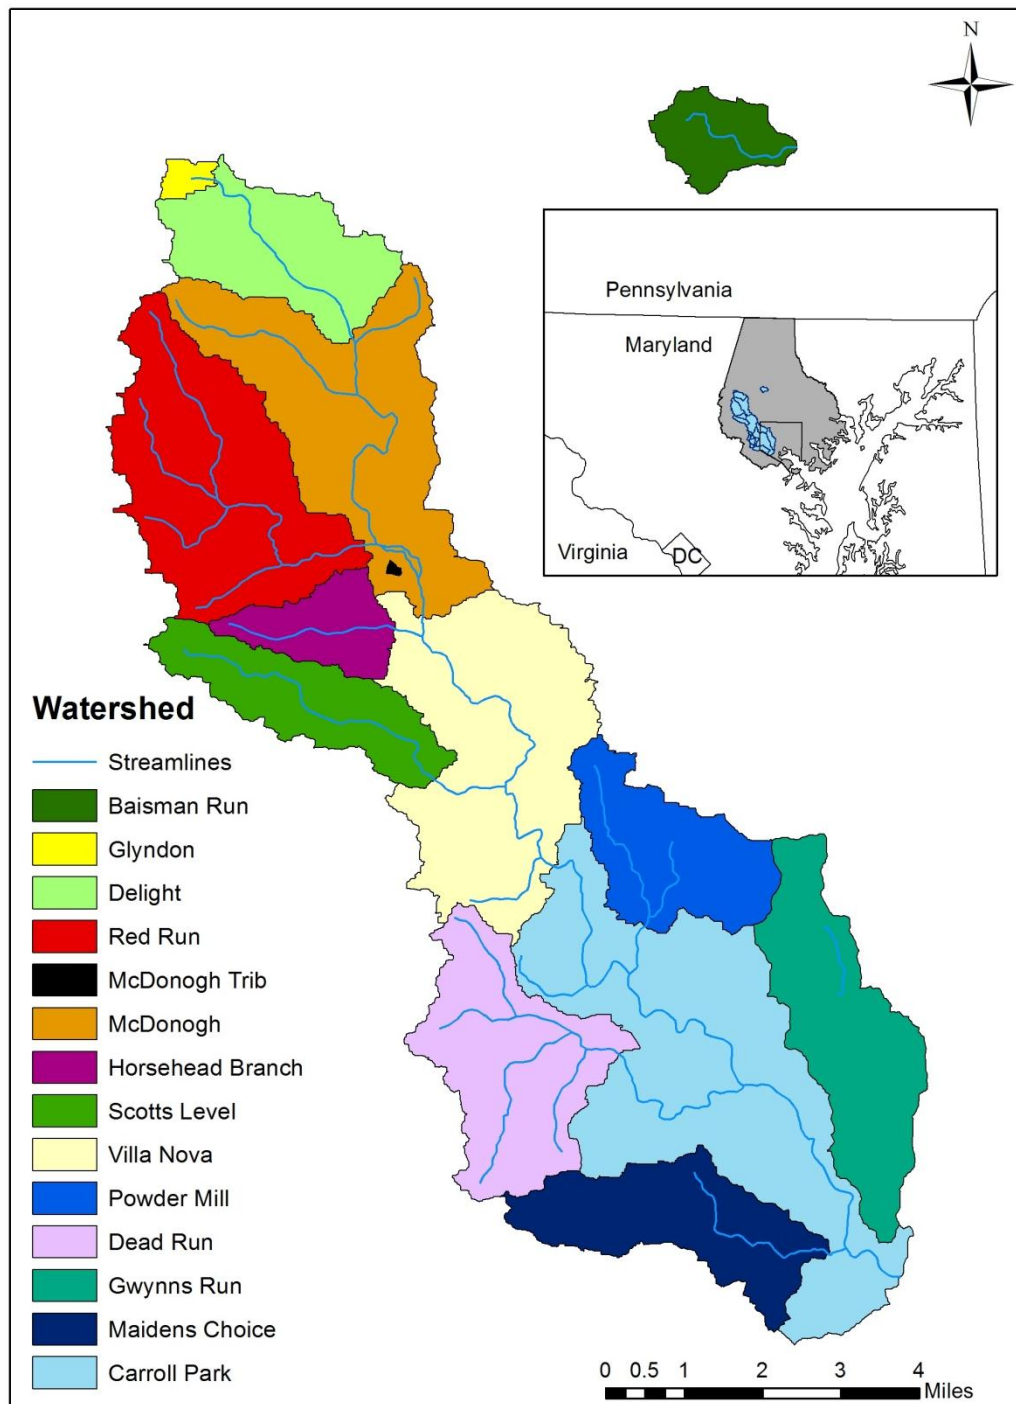 N
Pennsylvania
Maryland
Virginia
DC
Watershed
Streamlines
Baisman Run
Glyndon
Delight
Red Run
McDonogh Trib
McDonogh
Horsehead Branch
Scotts Level
Villa Nova
Powder Mill
Dead Run
Gwynns Run
Maidens Choice
Carroll Park
0 0.5 1 2 3 4
Miles